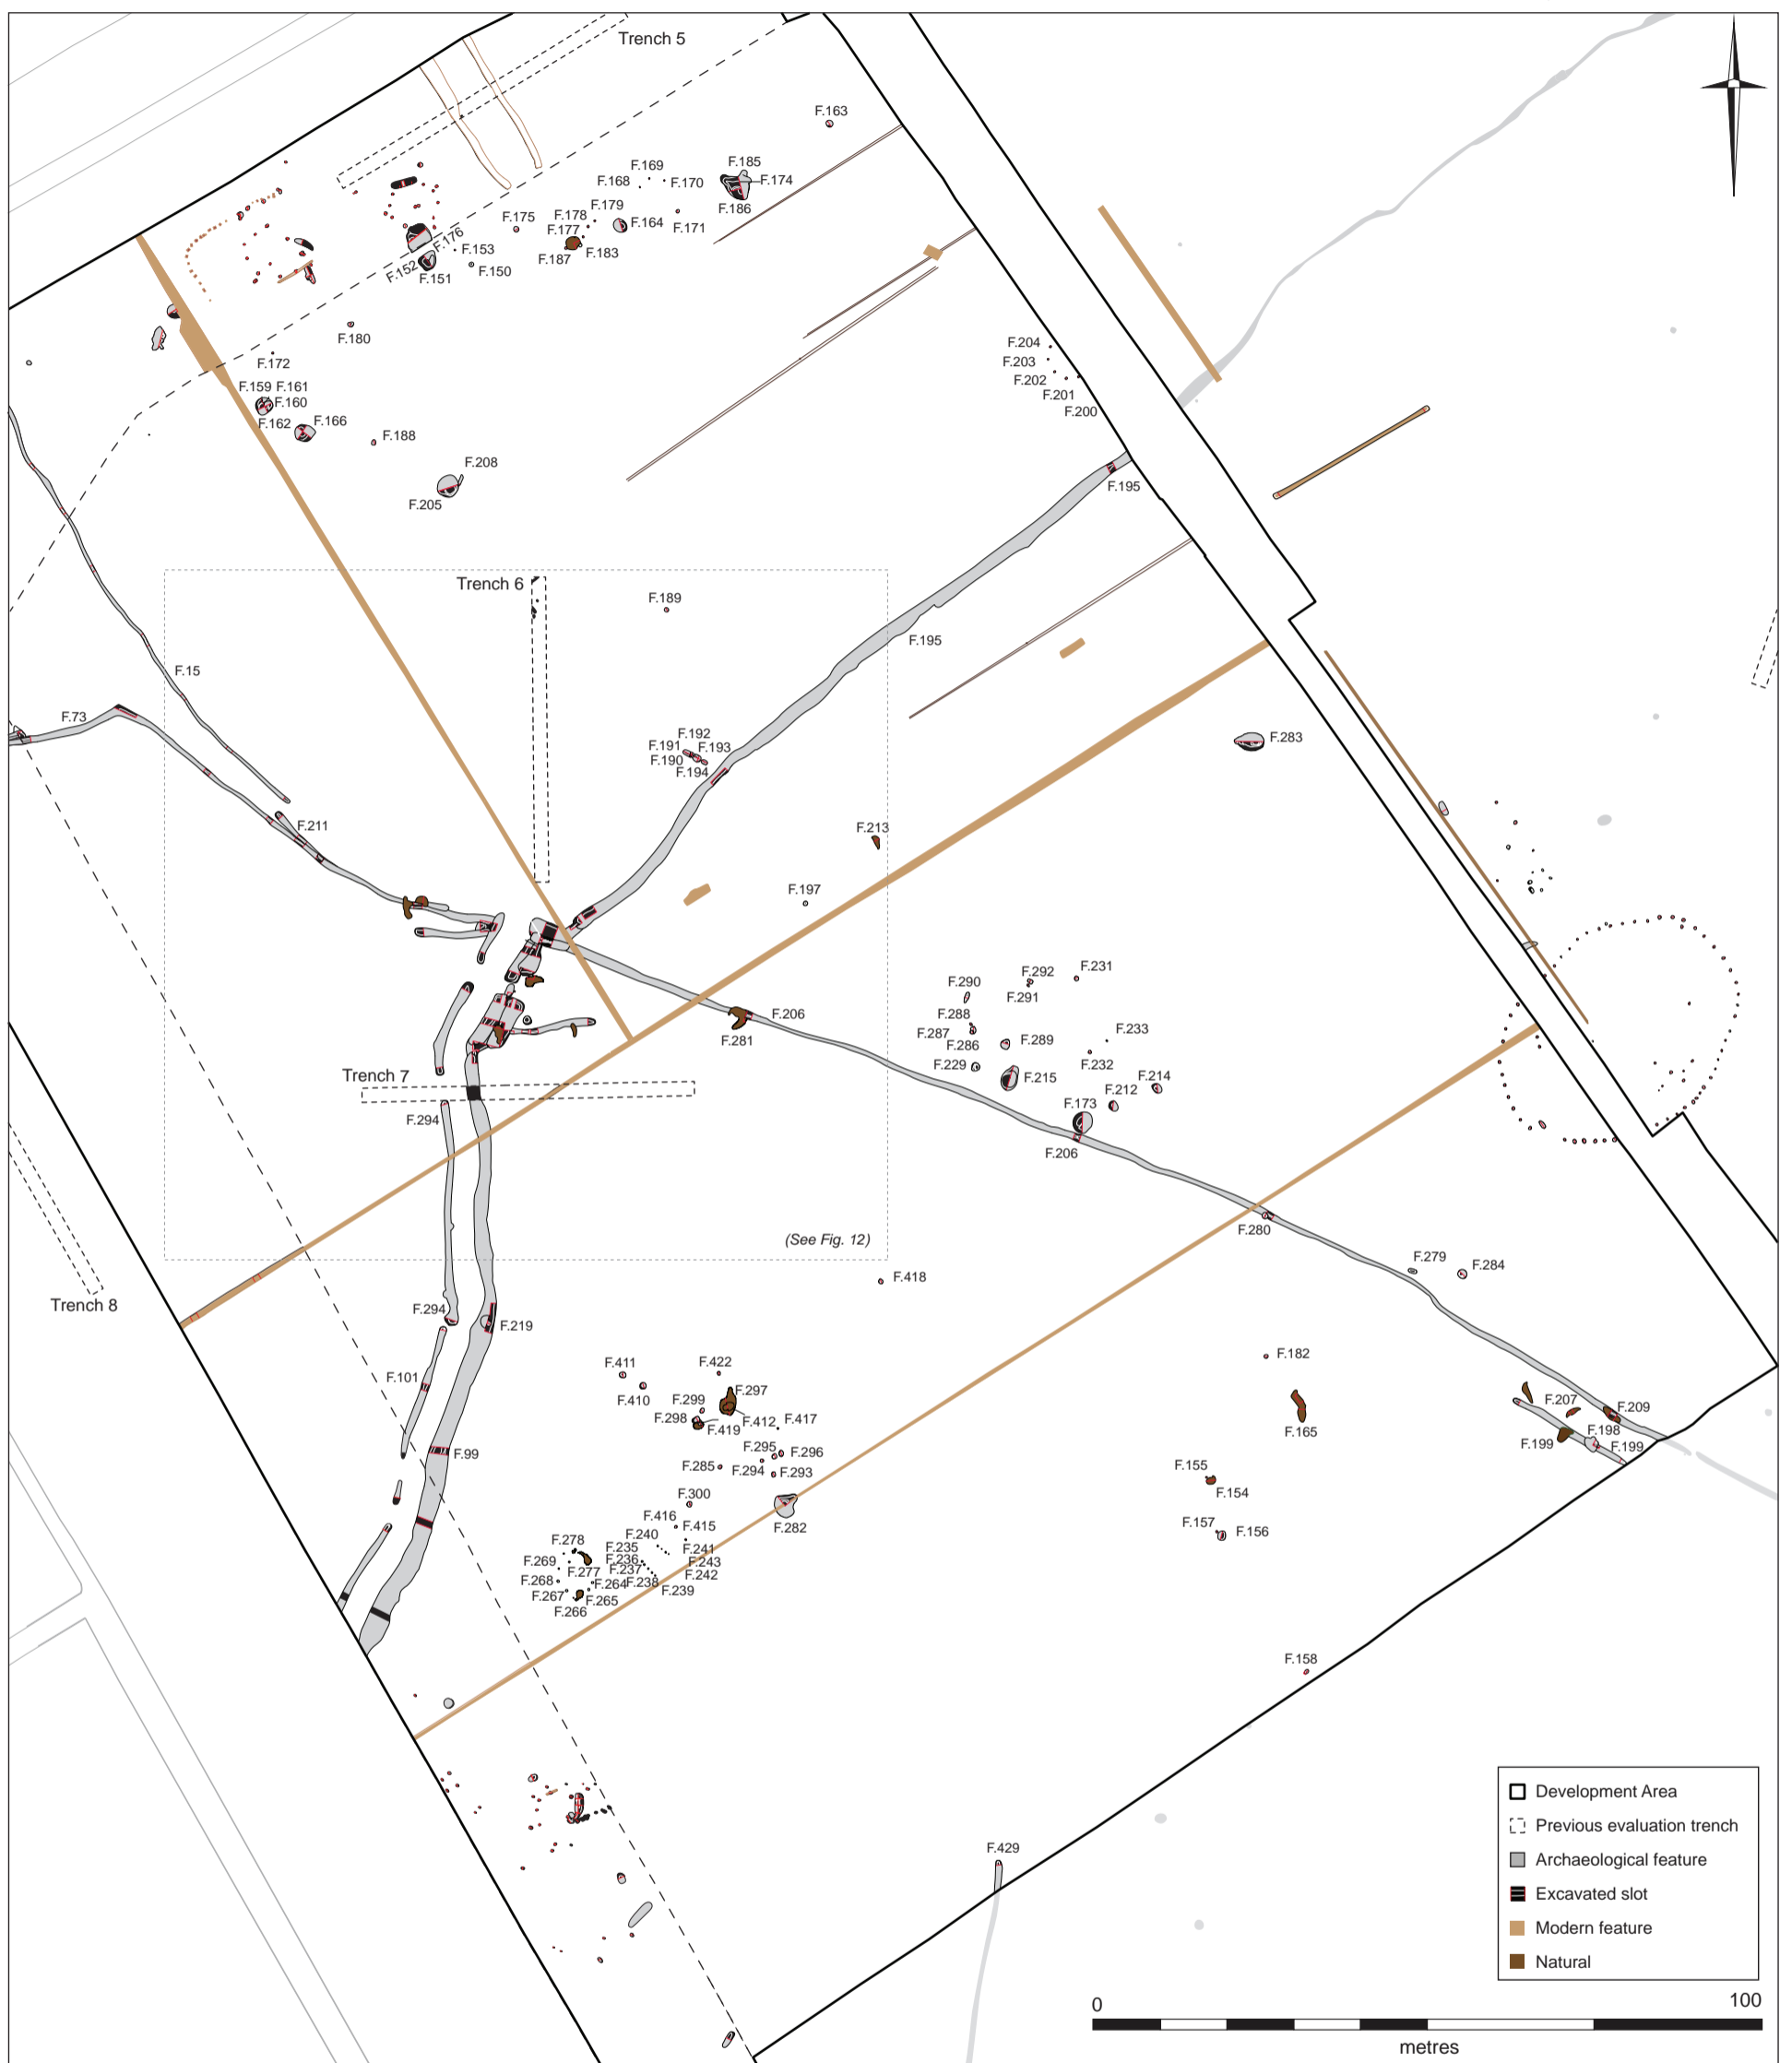 Trench 5
F.163
F.169
F.185
F.168
F.170
F.174
F.179
F.186
F.175
F.178
F.164
F.171
F.177
F.176
F.153
F.183
F.187
F.152
F.150
F.151
F.180
F.204
F.172
F.203
F.159 F.161
F.202
F.160
F.201
F.162
F.166
F.200
F.188
F.208
F.195
F.205
Trench 6
F.189
F.195
F.15
F.73
F.192
F.283
F.191
F.193
F.190
F.194
F.211
F.213
F.197
F.292
F.231
F.290
F.291
F.288
F.206
F.233
F.287
F.281
F.286
F.289
F.229
F.232
Trench 7
F.215
F.214
F.212
F.173
F.294
F.206
F.280
(See Fig. 12)
F.279
F.284
F.418
Trench 8
F.294
F.219
F.182
F.411
F.422
F.101
F.297
F.410
F.299
F.207
F.209
F.298
F.412
F.417
F.419
F.165
F.198
F.199
F.199
F.99
F.295
F.296
F.285
F.294
F.293
F.155
F.154
F.300
F.282
F.416
F.415
F.157
F.156
F.240
F.278
F.235
F.241
F.269
F.236
F.243
F.277
F.237
F.242
F.268
F.264
F.238
F.239
F.267
F.265
F.266
F.158
Development Area
Previous evaluation trench
F.429
Archaeological feature
Excavated slot
Modern feature
Natural
0
100
metres